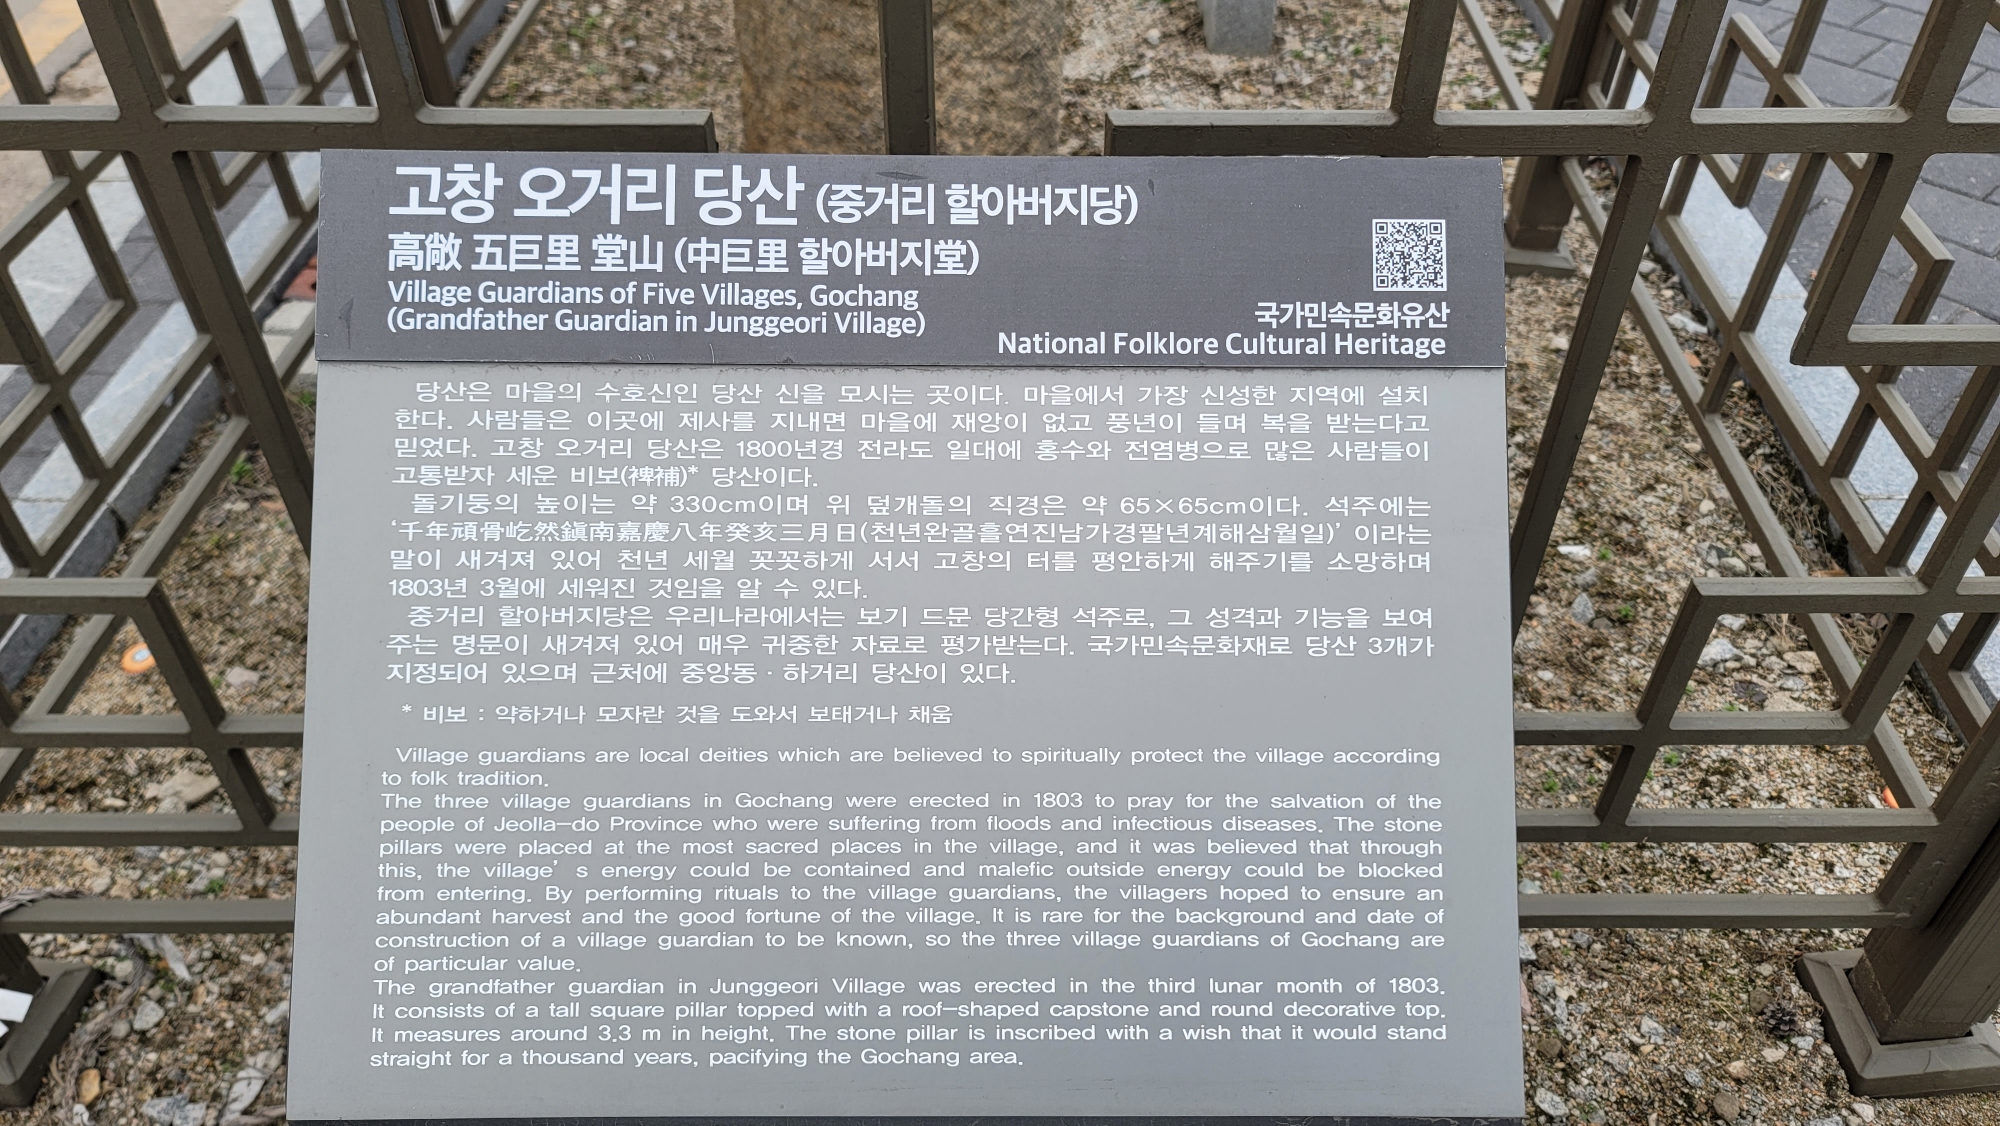 고창 오거리 당산 (중거리 할아버지당)
高敞 五巨里 堂山 (中巨里 할아버지堂)
Village Guardians of Five Villages, Gochang
(Grandfather Guardian in Junggeori Village)
국가민속문화유산
National Folklore Cultural Heritage
당산은 마을의 수호신인 당산 신을 모시는 곳이다. 마을에서 가장 신성한 지역에 설치
한다. 사람들은 이곳에 제사를 지내면 마을에 재앙이 없고 풍년이 들며 복을 받는다고
믿었다. 고창 오거리 당산은 1800년경 전라도 일대에 홍수와 전염병으로 많은 사람들이
고통받자 세운 비보(裨補)* 당산이다.
돌기둥의 높이는 약 330cm이며 위 덮개돌의 직경은 약 65×65cm이다. 석주에는
‘千年頑骨屹然鎭南嘉慶八年癸亥三月日(천년완골흘연진남가경팔년계해삼월일)’ 이라는
말이 새겨져 있어 천년 세월 꼿꼿하게 서서 고창의 터를 평안하게 해주기를 소망하며
1803년 3월에 세워진 것임을 알 수 있다.
중거리 할아버지당은 우리나라에서는 보기 드문 당간형 석주로, 그 성격과 기능을 보여
주는 명문이 새겨져 있어 매우 귀중한 자료로 평가받는다. 국가민속문화재로 당산 3개가
지정되어 있으며 근처에 중앙동 · 하거리 당산이 있다.
* 비보 : 약하거나 모자란 것을 도와서 보태거나 채움
Village guardians are local deities which are believed to spiritually protect the village according
to folk tradition.
The three village guardians in Gochang were erected in 1803 to pray for the salvation of the
people of Jeolla-do Province who were suffering from floods and infectious diseases. The stone
pillars were placed at the most sacred places in the village, and it was believed that through
this, the village’ s energy could be contained and malefic outside energy could be blocked
from entering. By performing rituals to the village guardians, the villagers hoped to ensure an
abundant harvest and the good fortune of the village. It is rare for the background and date of
construction of a village guardian to be known, so the three village guardians of Gochang are
of particular value.
The grandfather guardian in Junggeori Village was erected in the third lunar month of 1803.
It consists of a tall square pillar topped with a roof-shaped capstone and round decorative top.
It measures around 3.3 m in height. The stone pillar is inscribed with a wish that it would stand
straight for a thousand years, pacifying the Gochang area.